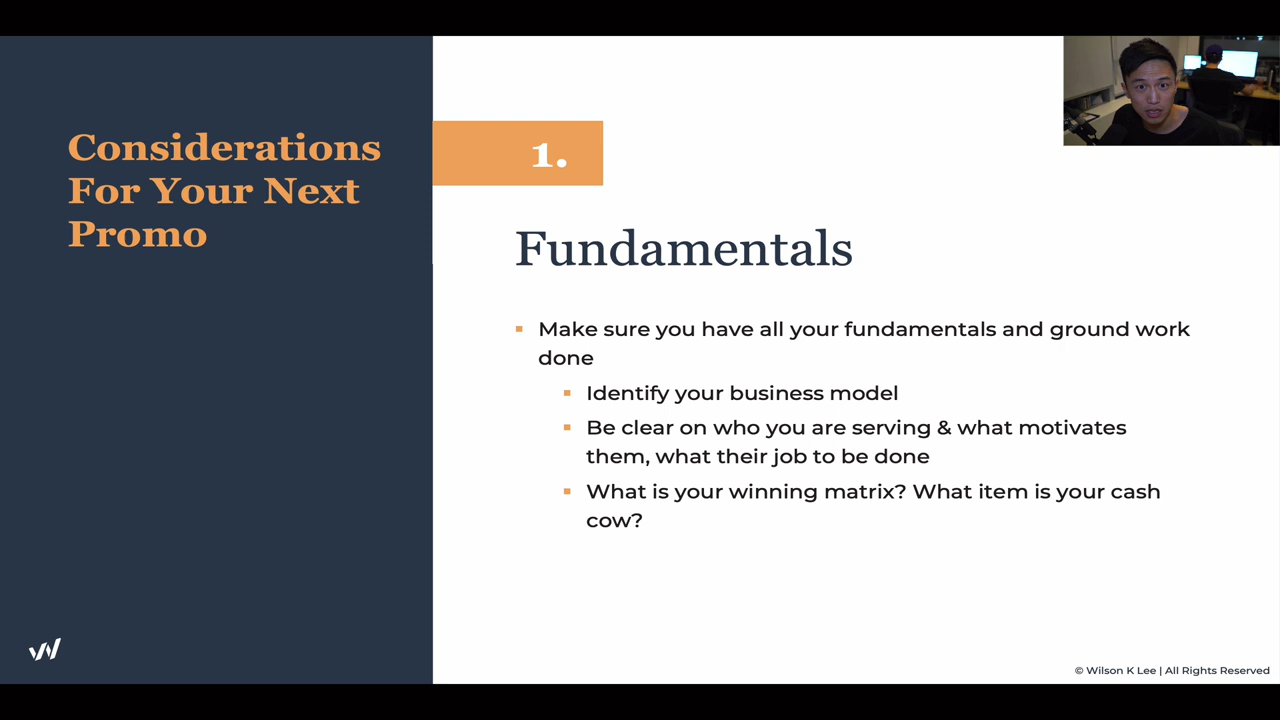 Considerations
For Your Next
Promo
1.
Fundamentals
Make sure you have all your fundamentals and ground work
done
Identify your business model
Be clear on who you are serving & what motivates
them, what their job to be done
What is your winning matrix? What item is your cash
cow?
© Wilson K Lee | All Rights Reserved